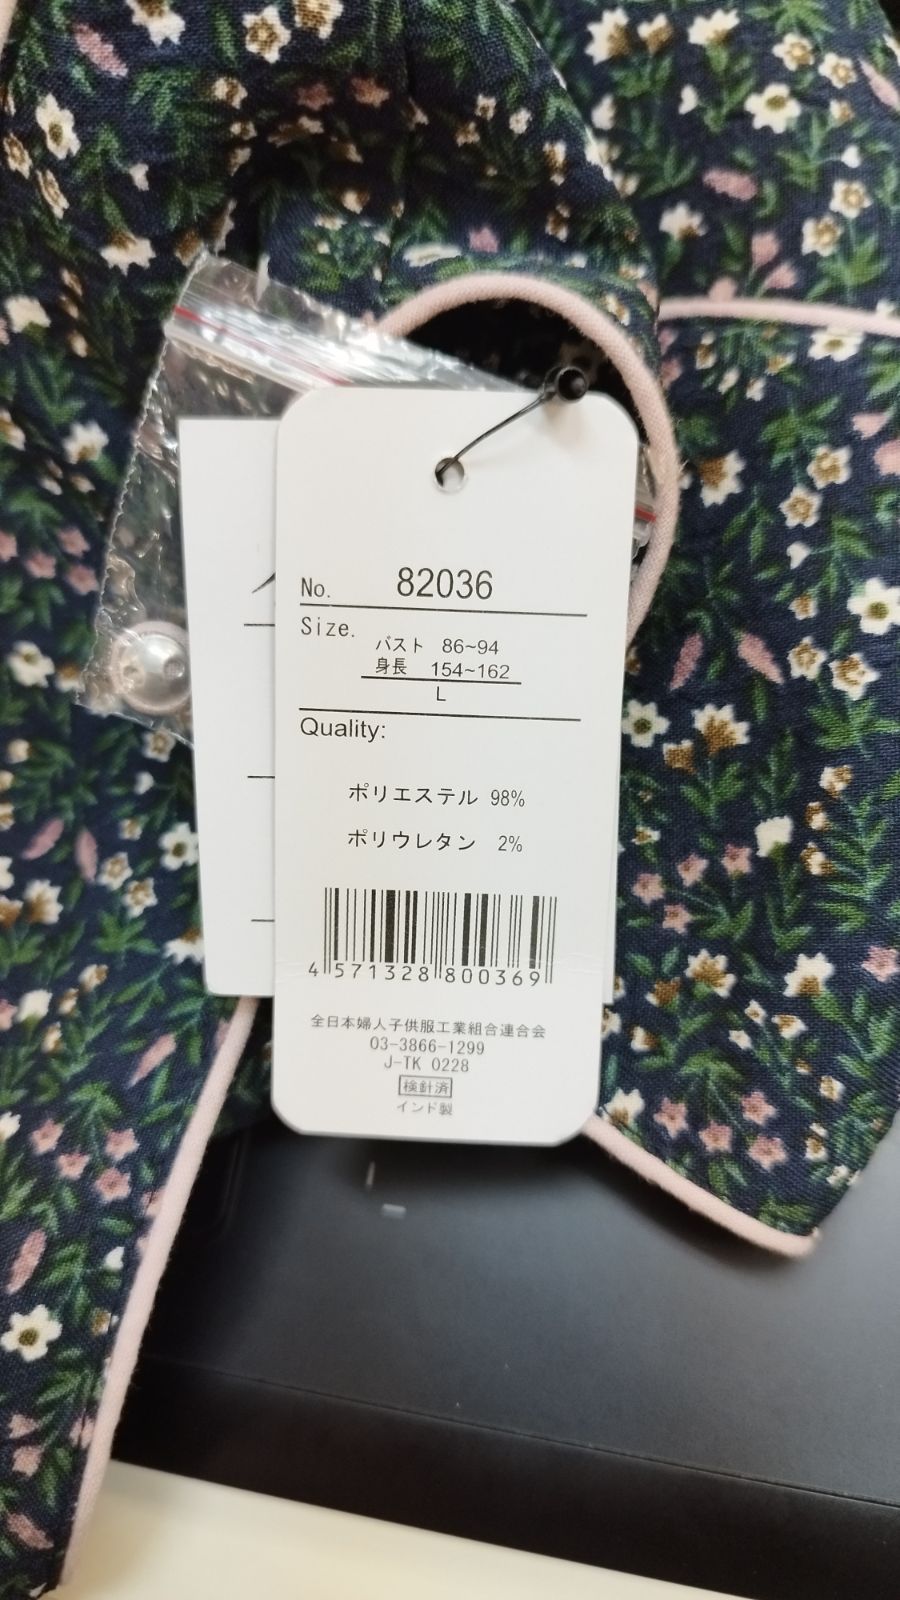 No. 82036
Size.
バスト 86~94
身長 154~162
L
Quality:
ポリエステル 98%
ポリウレタン 2%
4 571328 800369
全日本婦人子供服工業組合連合会
03-3866-1299
J-TK 0228
検針済
インド製